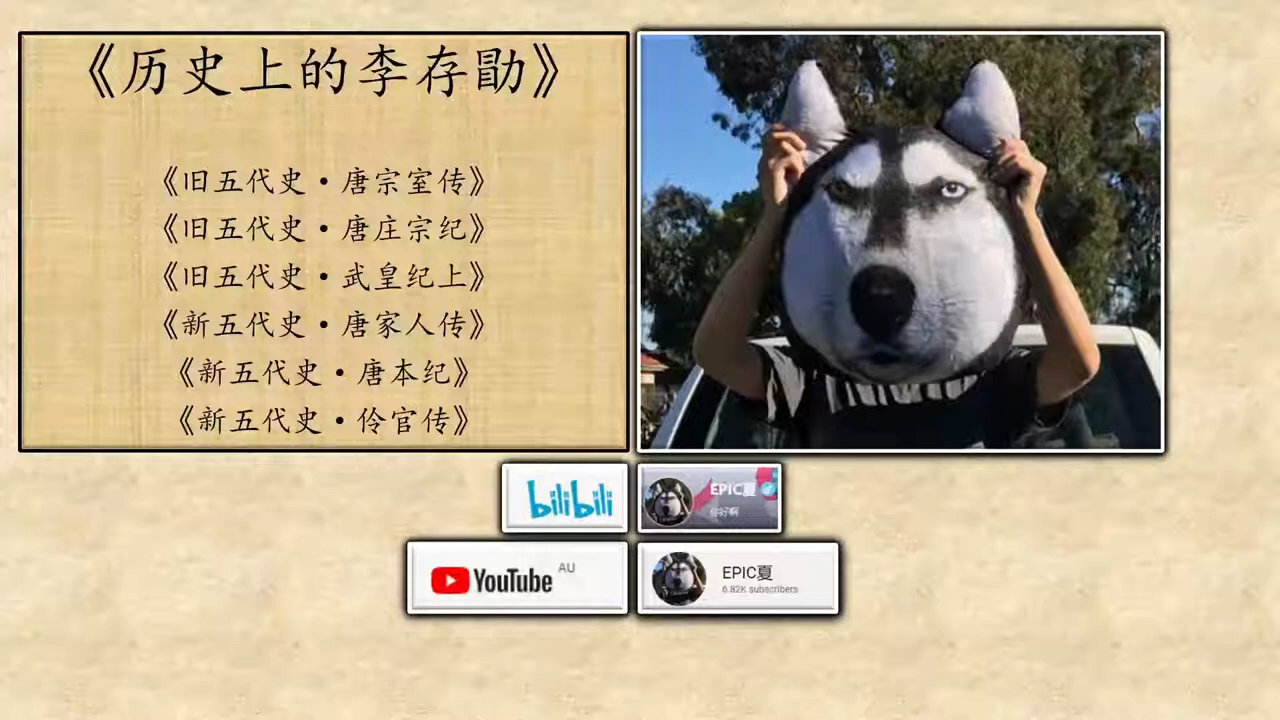 《历史上的李存勖》
《旧五代史·唐宗室传》
《旧五代史·唐庄宗纪》
《旧五代史·武皇纪上》
《新五代史·唐家人传》
《新五代史·唐本纪》
《新五代史·伶官传》
bilibili
EPIC夏
你好啊
YouTube AU
EPIC夏
6.82K subscribers